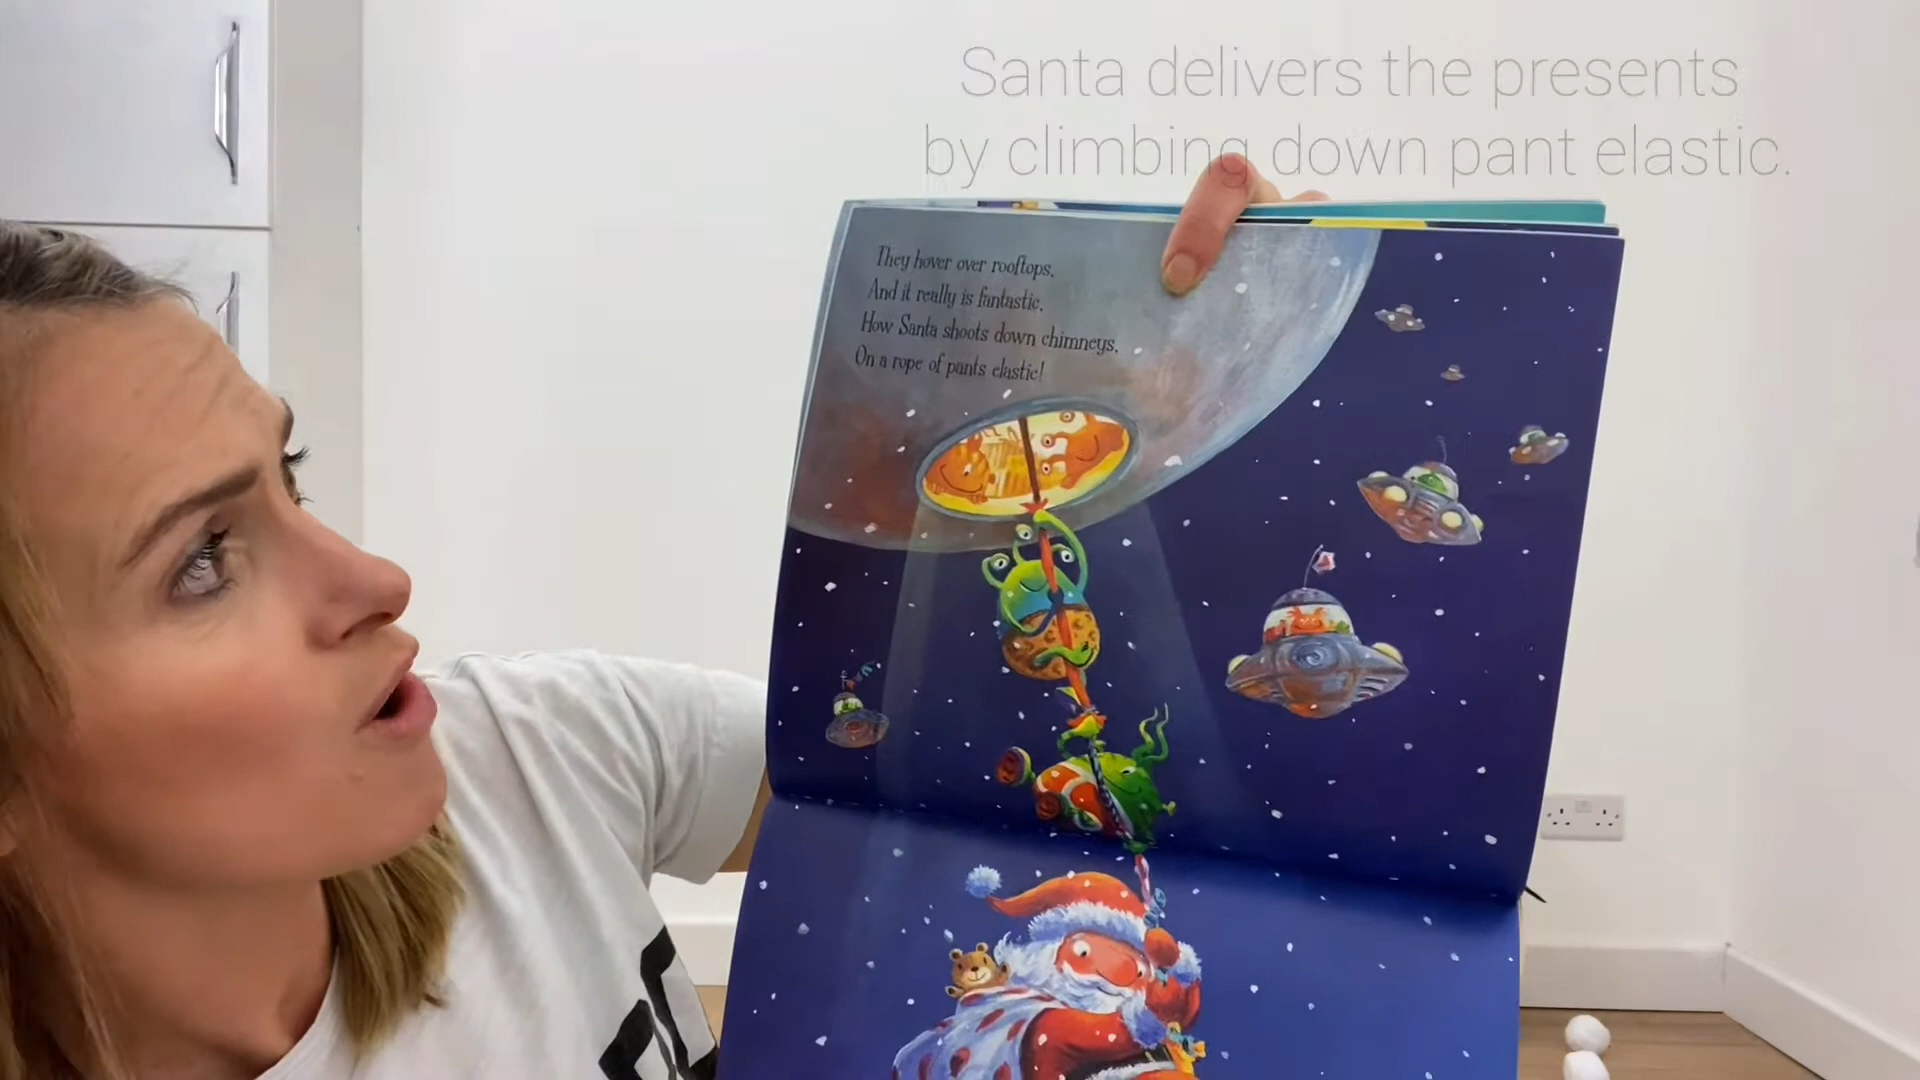 Santa delivers the presents
by climbing down pant elastic.
They hover over rooftops,
And it really is fantastic,
How Santa shoots down chimneys,
On a rope of pants elastic!